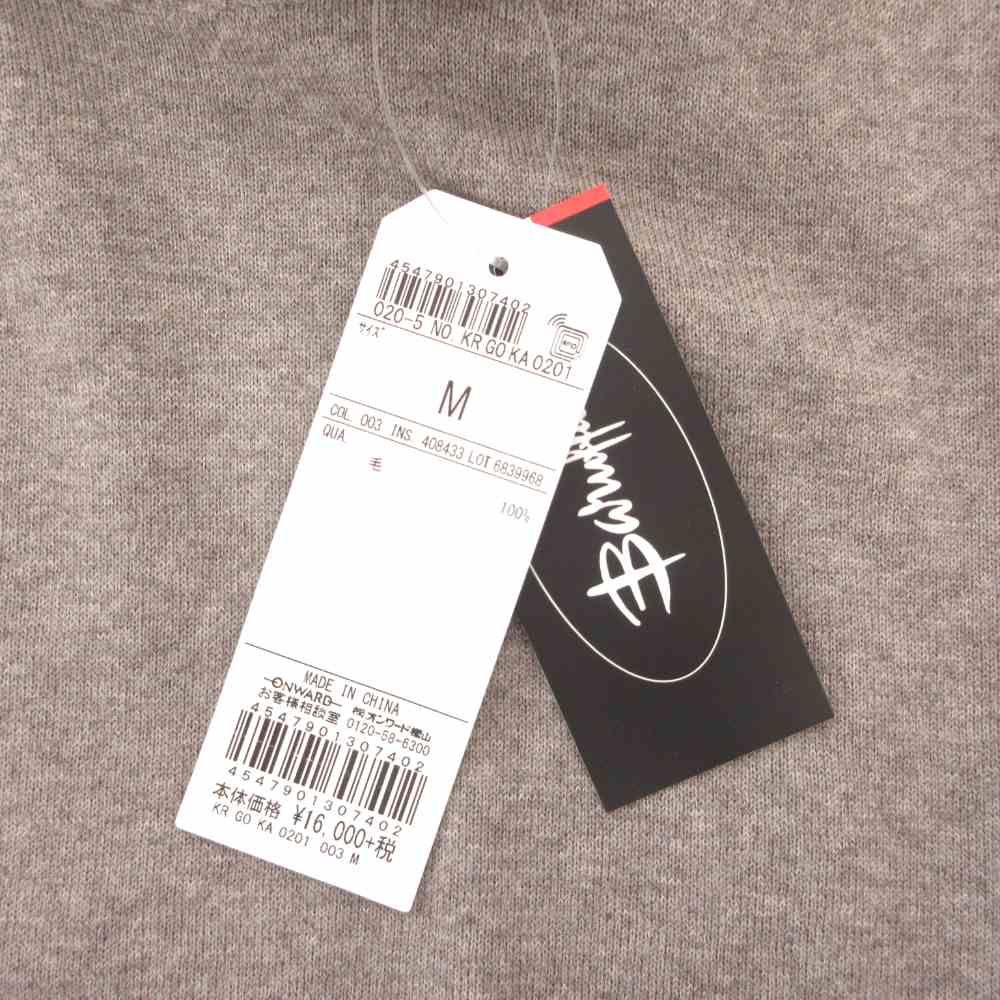 4547901307402
020-5 NO. KR GO KA 0201
RFID
サイズ
M
COL. 003 INS. 408433 LOT 6839968
QUA.
毛
100%
MADE IN CHINA
ONWARD ㈱オンワード樫山
お客様相談室 0120-58-6300
4547901307402
4547901307402
本体価格 ¥16,000+税
KR GO KA 0201 003 M